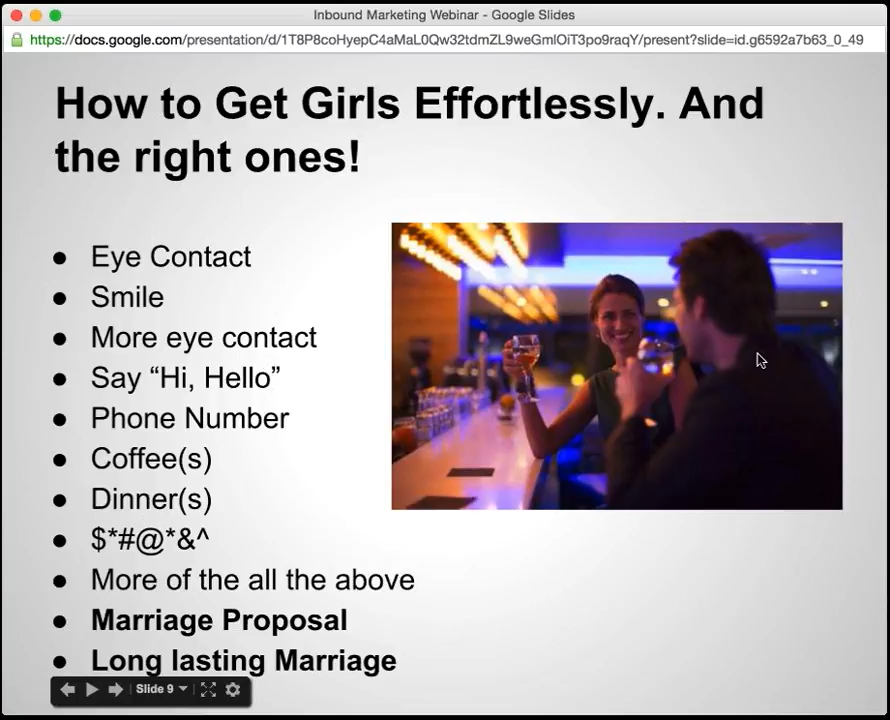 Inbound Marketing Webinar - Google Slides
https://docs.google.com/presentation/d/1T8P8coHyepC4aMaL0Qw32tdmZL9weGmlOiT3po9raqY/present?slide=id.g6592a7b63_0_49
How to Get Girls Effortlessly. And
the right ones!
● Eye Contact
● Smile
● More eye contact
● Say “Hi, Hello”
● Phone Number
● Coffee(s)
● Dinner(s)
● $*#@*&^
● More of the all the above
● Marriage Proposal
● Long lasting Marriage
Slide 9